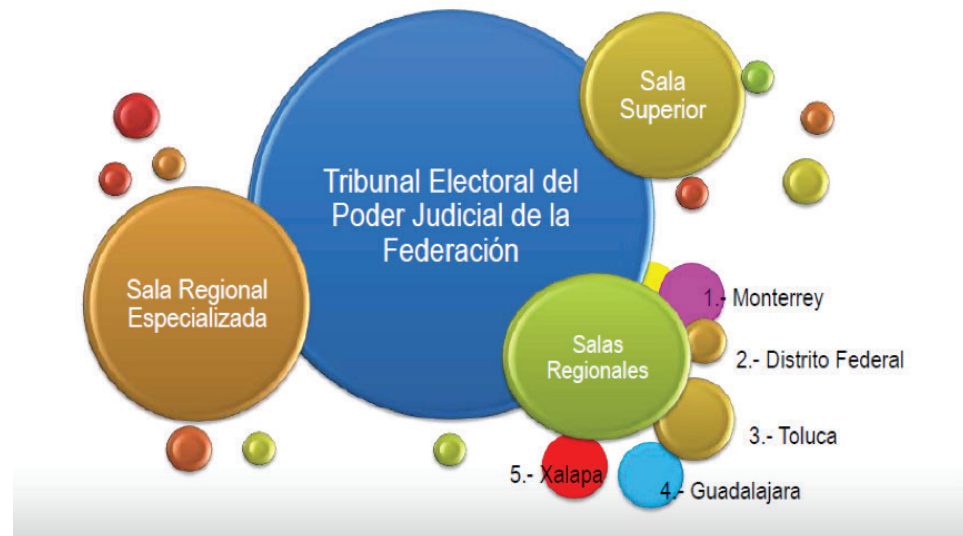 Sala
Superior
Tribunal Electoral del
Poder Judicial de la
Federación
Sala Regional
Especializada
Salas
Regionales
1.- Monterrey
2.- Distrito Federal
3.- Toluca
4.- Guadalajara
5.- Xalapa